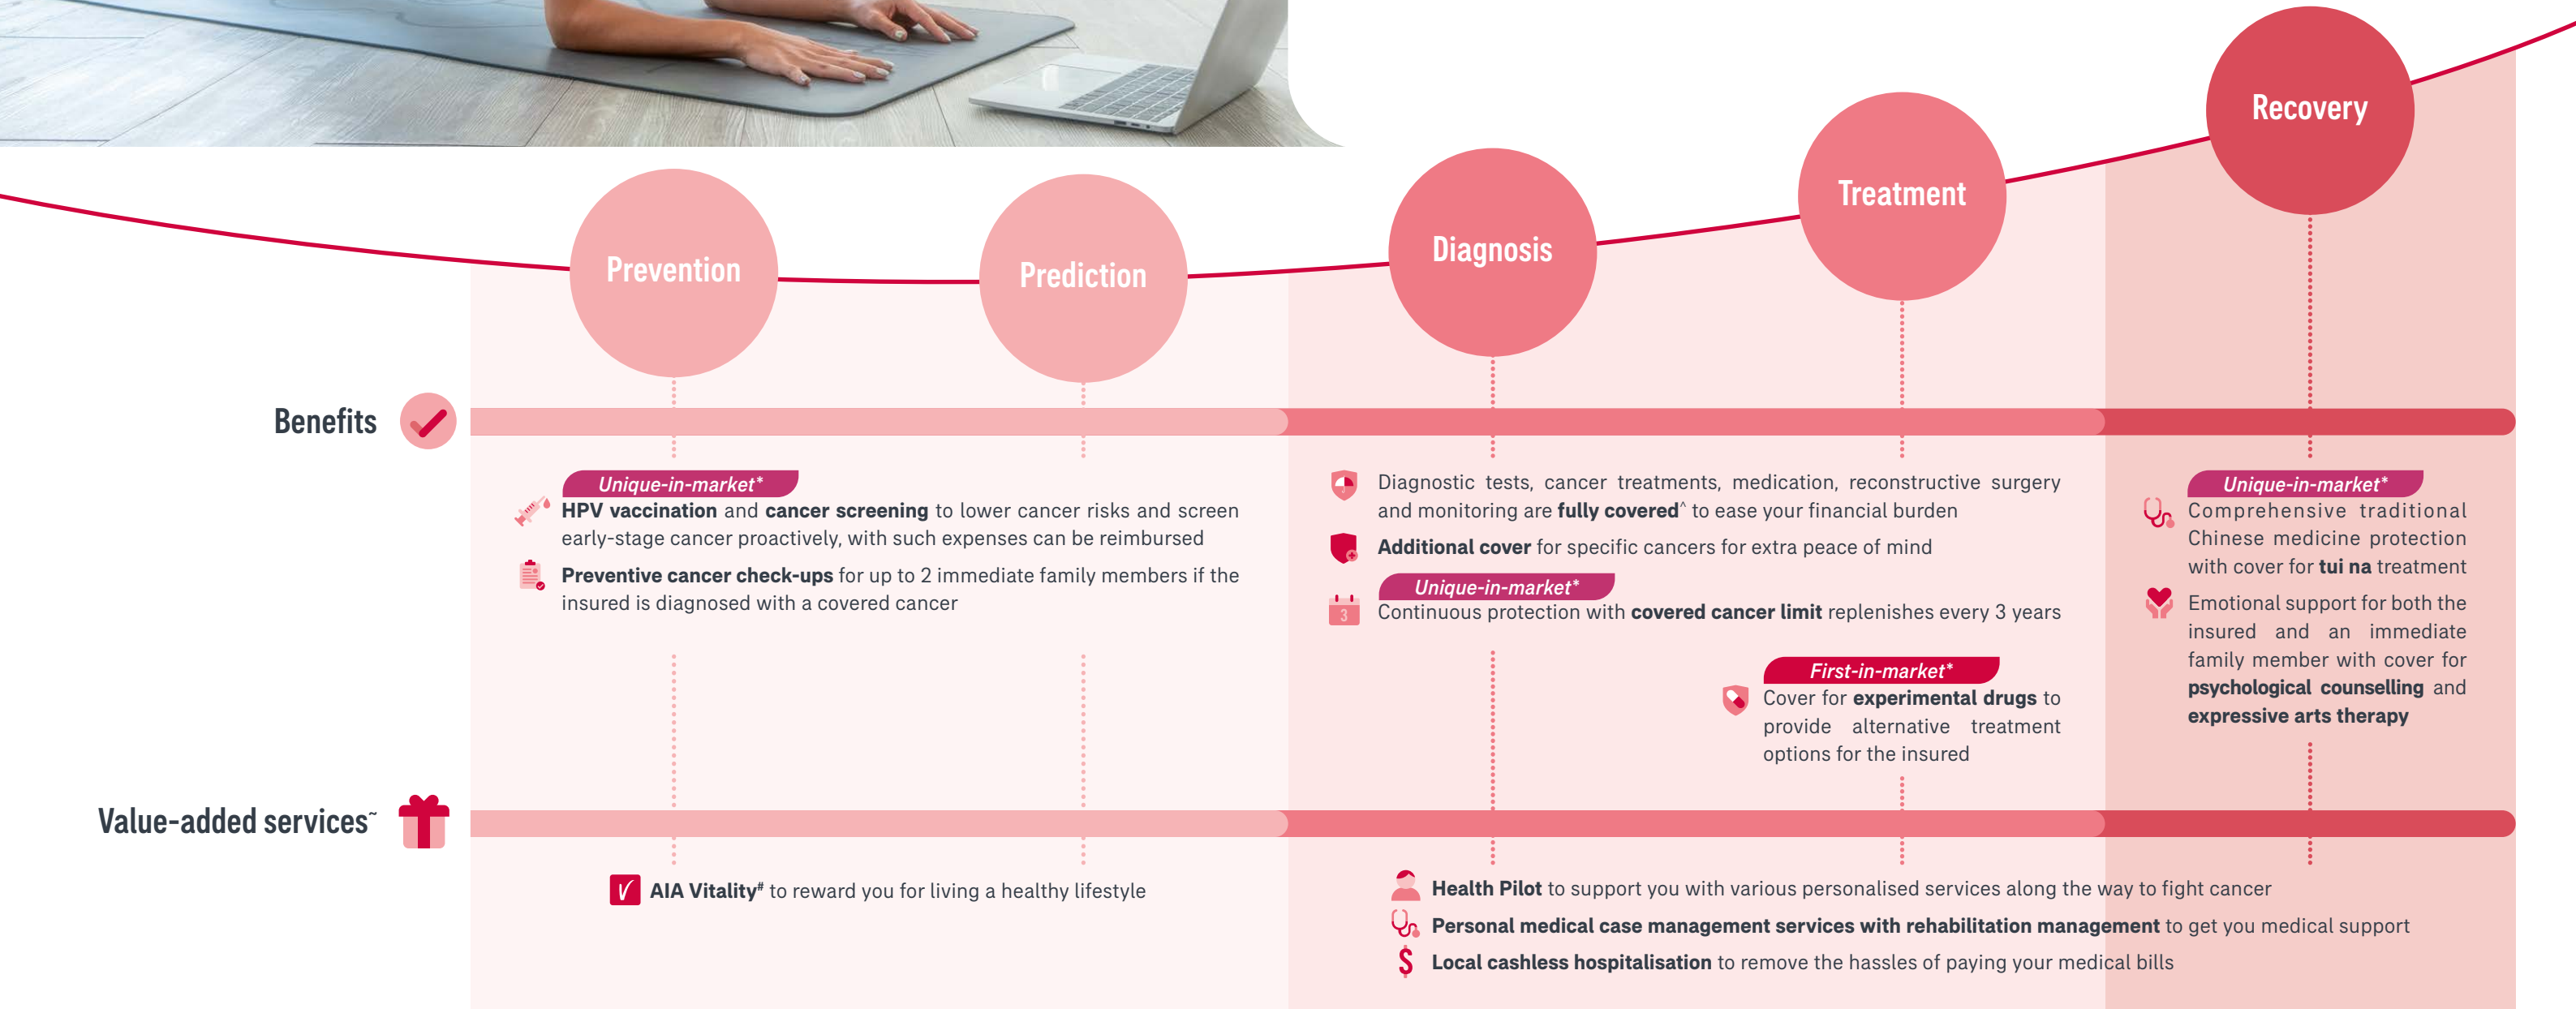 Prevention
Prediction
Diagnosis
Treatment
Recovery
Benefits
Unique-in-market*
HPV vaccination and cancer screening to lower cancer risks and screen
early-stage cancer proactively, with such expenses can be reimbursed
Preventive cancer check-ups for up to 2 immediate family members if the
insured is diagnosed with a covered cancer
Diagnostic tests, cancer treatments, medication, reconstructive surgery
and monitoring are fully covered^ to ease your financial burden
Additional cover for specific cancers for extra peace of mind
Unique-in-market*
3
Continuous protection with covered cancer limit replenishes every 3 years
First-in-market*
Cover for experimental drugs to
provide alternative treatment
options for the insured
Unique-in-market*
Comprehensive traditional
Chinese medicine protection
with cover for tui na treatment
Emotional support for both the
insured and an immediate
family member with cover for
psychological counselling and
expressive arts therapy
Value-added services~
AIA Vitality# to reward you for living a healthy lifestyle
Health Pilot to support you with various personalised services along the way to fight cancer
Personal medical case management services with rehabilitation management to get you medical support
$ Local cashless hospitalisation to remove the hassles of paying your medical bills